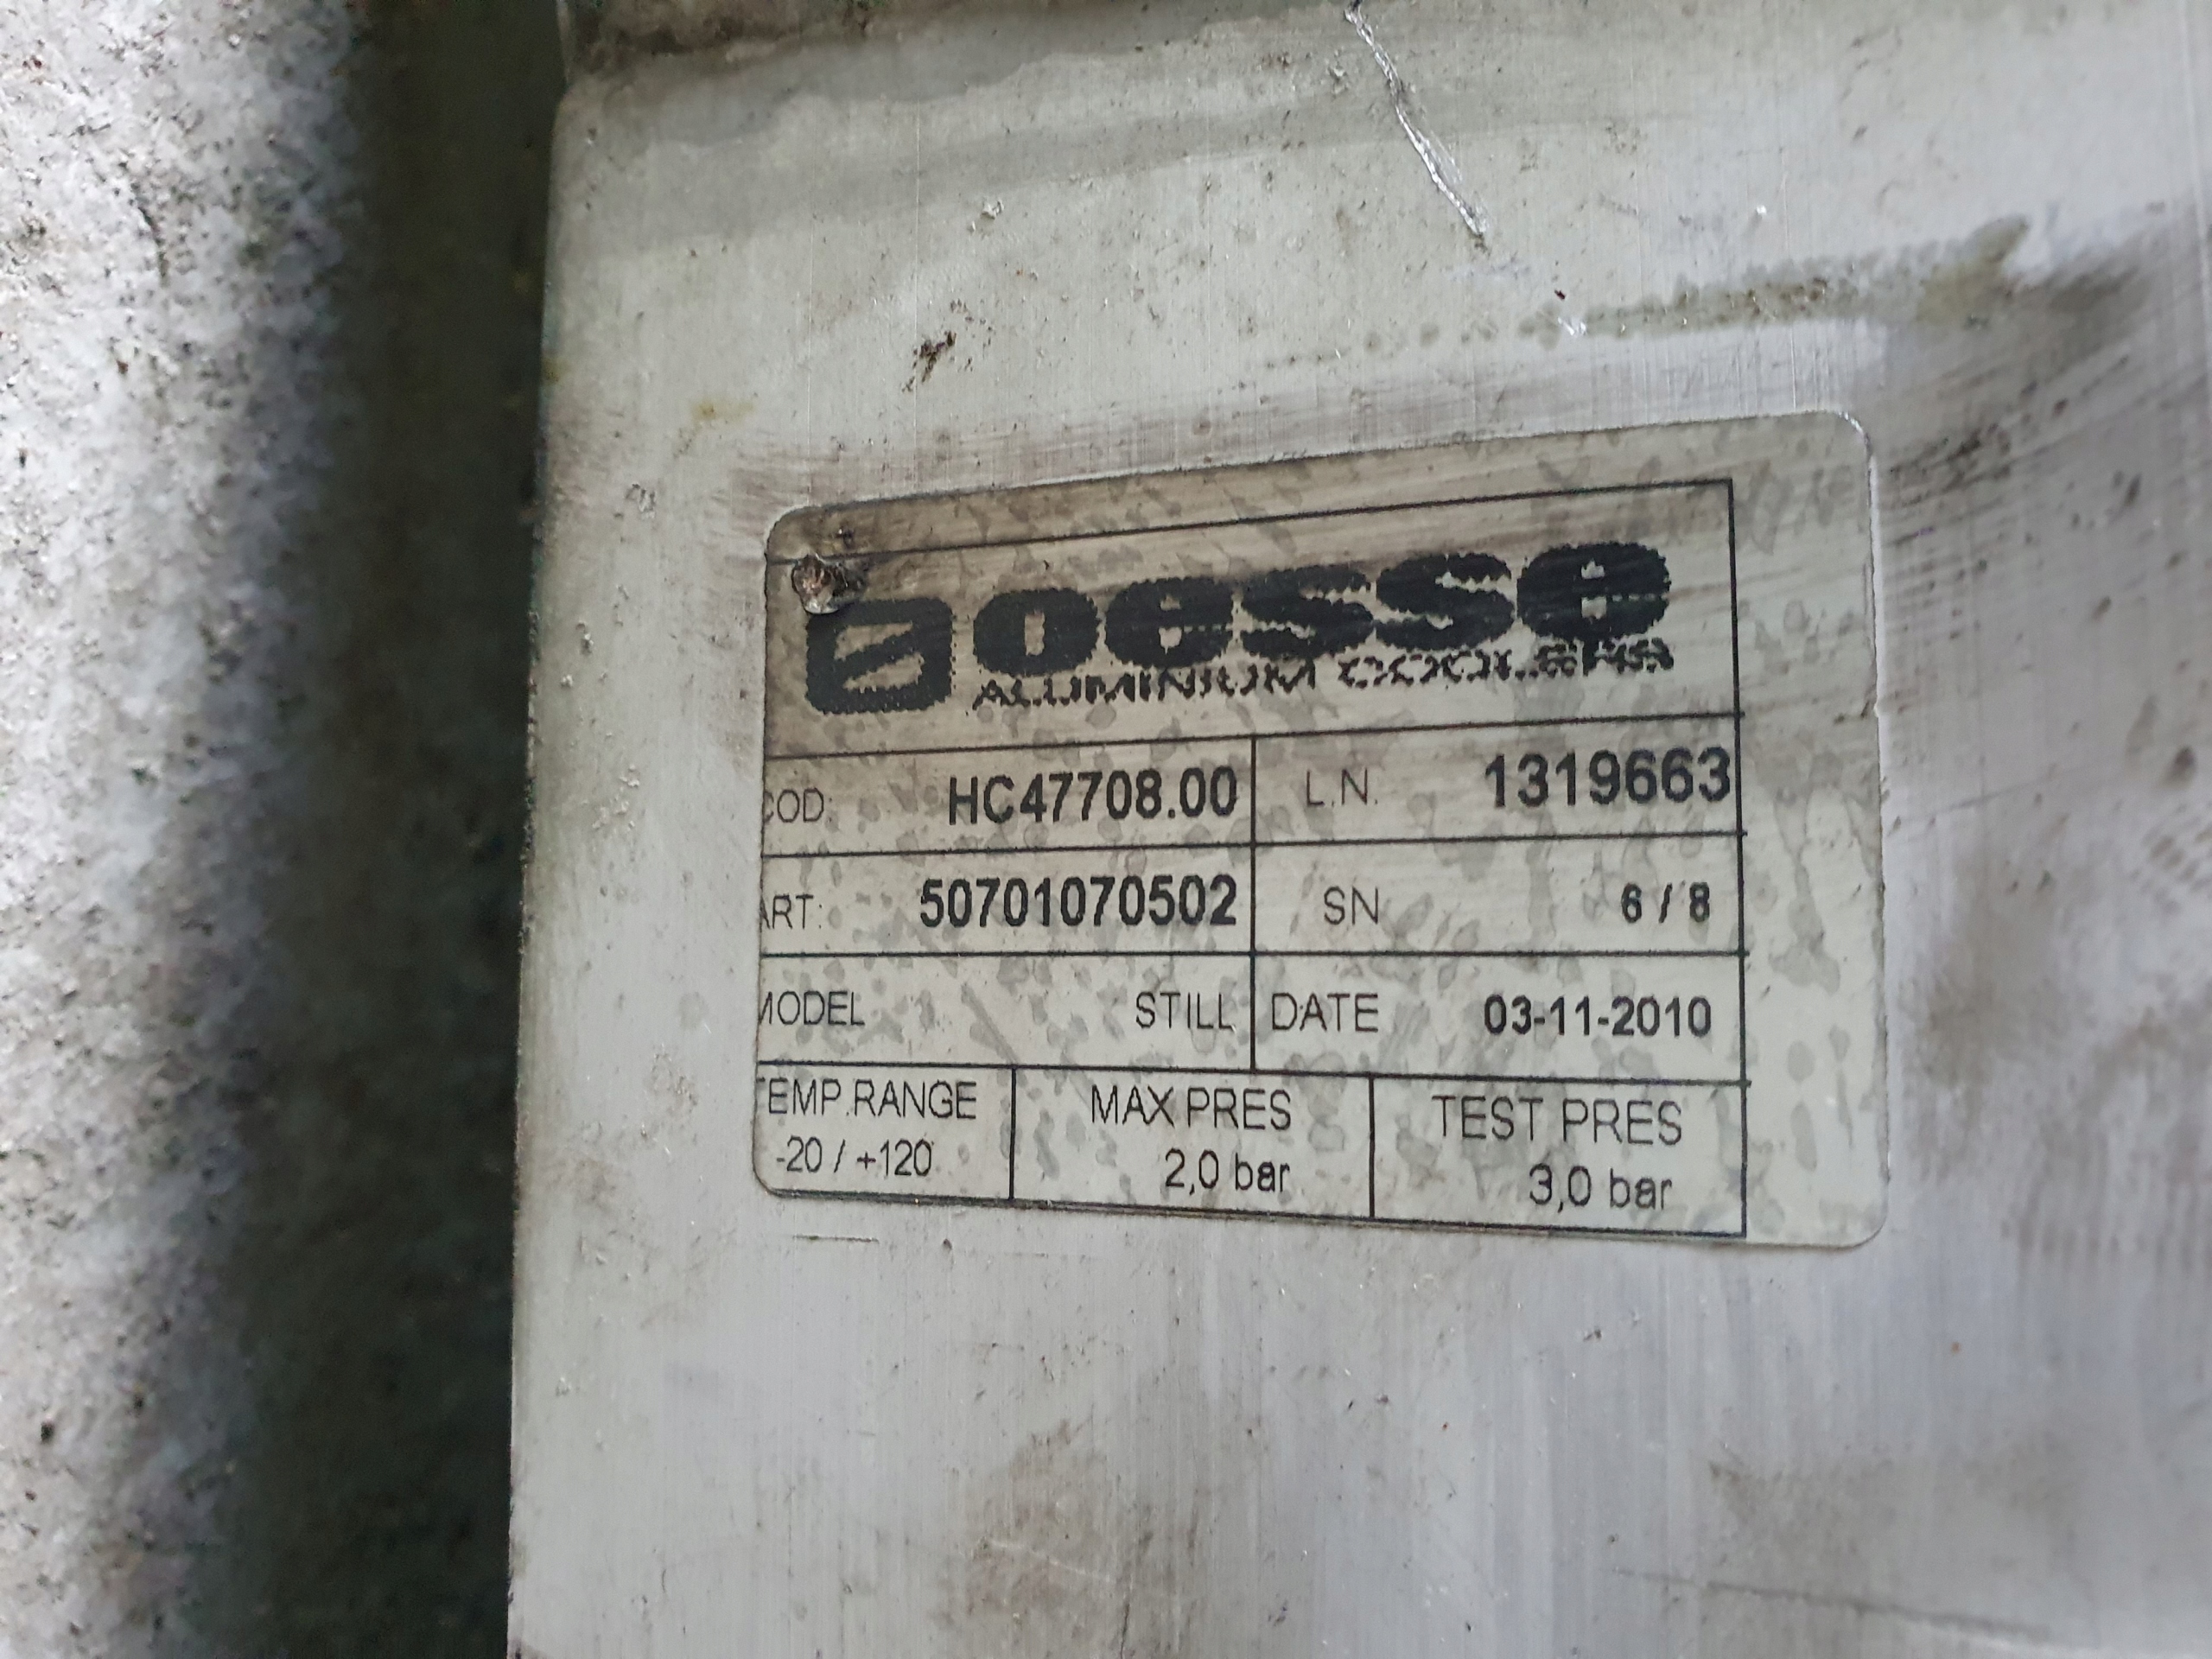 oesse
ALUMINIUM COOLERS
COD: HC47708.00 L.N. 1319663
ART: 50701070502 SN 6 / 8
MODEL STILL DATE 03-11-2010
TEMP.RANGE MAX PRES TEST PRES
-20 / +120 2,0 bar 3,0 bar